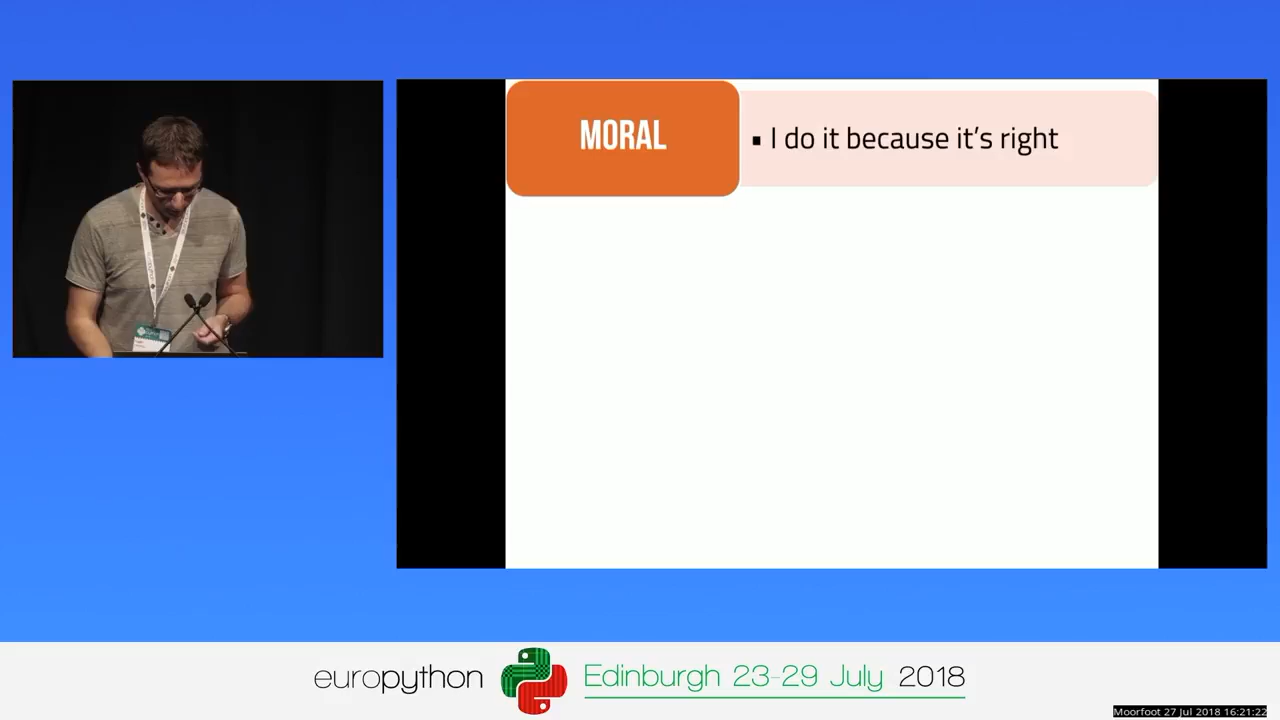 MORAL
▪ I do it because it's right
europython
Edinburgh 23-29 July 2018
Moorfoot 27 Jul 2018 16:21:22